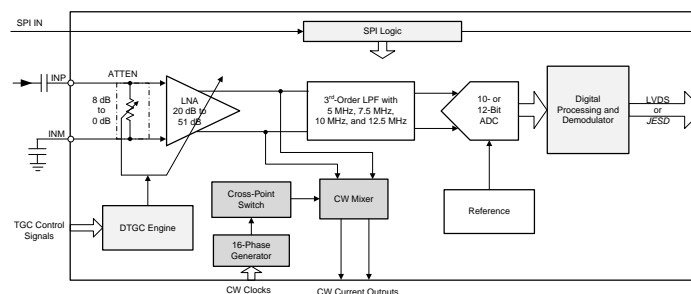 SPI IN
SPI Logic
ATTEN
INP
8 dB
to
0 dB
INM
LNA
20 dB to
51 dB
3rd-Order LPF with
5 MHz, 7.5 MHz,
10 MHz, and 12.5 MHz
10- or
12-Bit
ADC
Digital
Processing and
Demodulator
LVDS
or
JESD
Cross-Point
Switch
CW Mixer
Reference
TGC Control
Signals
DTGC Engine
16-Phase
Generator
CW Clocks
CW Current Outputs